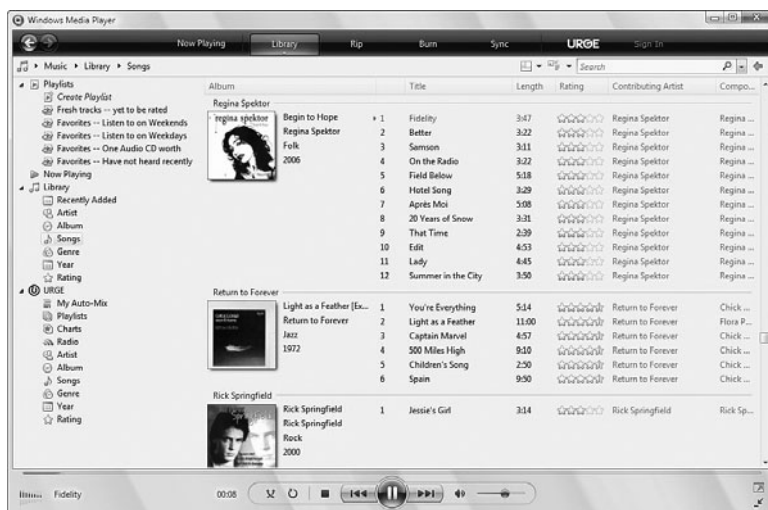 Windows Media Player
Now Playing Library Rip Burn Sync URGE Sign In
Music Library Songs Search
Playlists
Create Playlist
Fresh tracks -- yet to be rated
Favorites -- Listen to on Weekends
Favorites -- Listen to on Weekdays
Favorites -- One Audio CD worth
Favorites -- Have not heard recently
Now Playing
Library
Recently Added
Artist
Album
Songs
Genre
Year
Rating
URGE
My Auto-Mix
Playlists
Charts
Radio
Artist
Album
Songs
Genre
Year
Rating
Album Title Length Rating Contributing Artist Compo...
Regina Spektor
regina spektor
Begin to Hope
Regina Spektor
Folk
2006
1 Fidelity 3:47 Regina Spektor Regina ...
2 Better 3:22 Regina Spektor Regina ...
3 Samson 3:11 Regina Spektor Regina ...
4 On the Radio 3:22 Regina Spektor Regina ...
5 Field Below 5:18 Regina Spektor Regina ...
6 Hotel Song 3:29 Regina Spektor Regina ...
7 Après Moi 5:08 Regina Spektor Regina ...
8 20 Years of Snow 3:31 Regina Spektor Regina ...
9 That Time 2:39 Regina Spektor Regina ...
10 Edit 4:53 Regina Spektor Regina ...
11 Lady 4:45 Regina Spektor Regina ...
12 Summer in the City 3:50 Regina Spektor Regina ...
Return to Forever
Light as a Feather [Ex...
Return to Forever
Jazz
1972
1 You're Everything 5:14 Return to Forever Chick ...
2 Light as a Feather 11:00 Return to Forever Flora P...
3 Captain Marvel 4:57 Return to Forever Chick ...
4 500 Miles High 9:10 Return to Forever Chick ...
5 Children's Song 2:50 Return to Forever Chick ...
6 Spain 9:50 Return to Forever Chick ...
Rick Springfield
Rick Springfield
Rick Springfield
Rock
2000
1 Jessie's Girl 3:14 Rick Springfield Rick Sp...
Fidelity 00:08